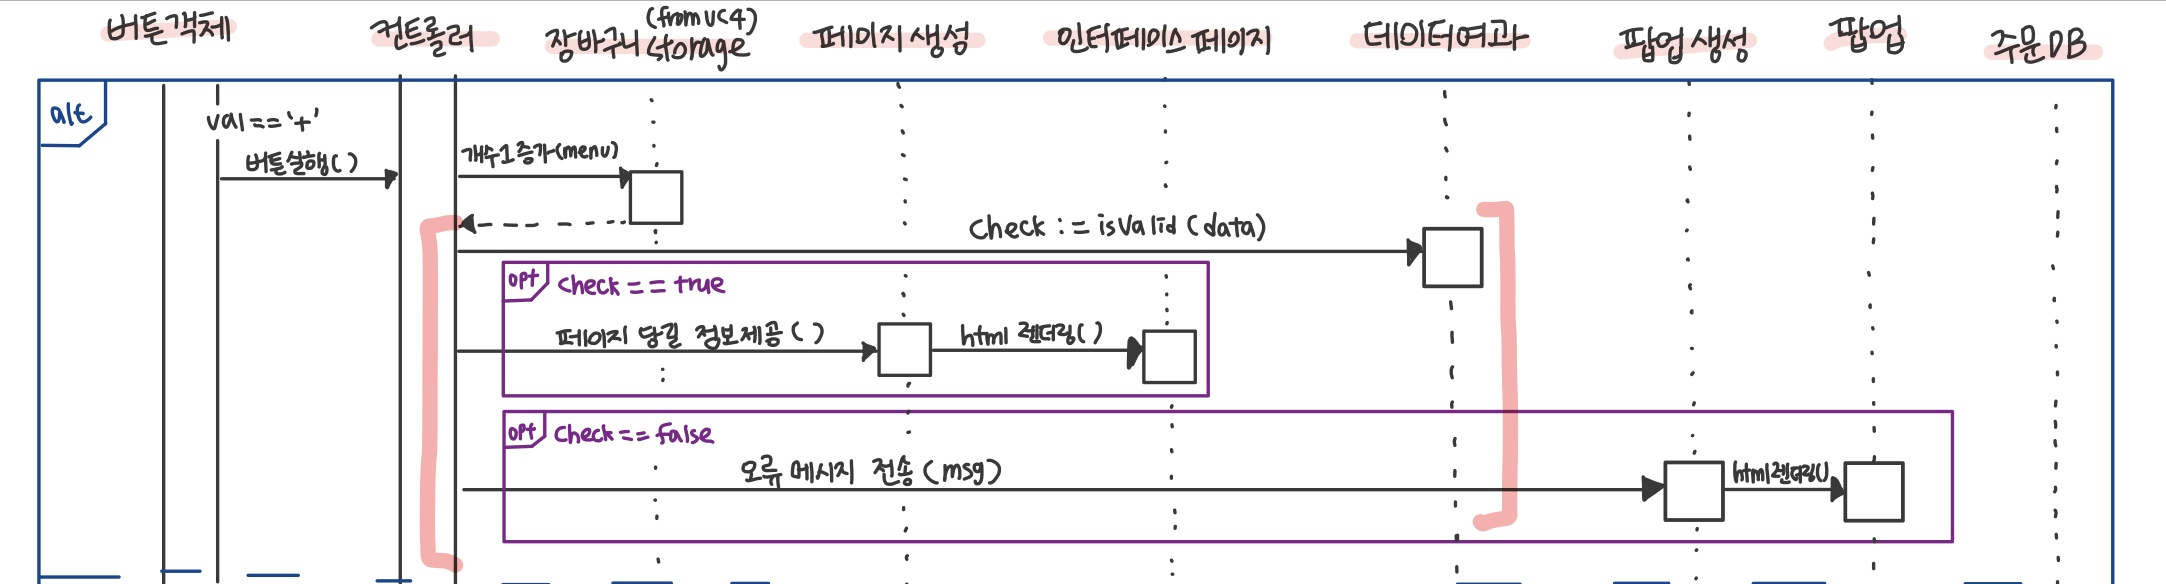 버튼객체
컨트롤러
(from UC4)
장바구니 Storage
페이지 생성
인터페이스 페이지
데이터여과
팝업 생성
팝업
주문DB
alt
val == '+'
버튼실행( )
개수1증가(menu)
Check : = isValid (data)
opt Check == true
페이지 당길 정보제공 ( )
html 렌더링( )
opt Check == false
오류 메시지 전송 (msg)
html렌더링()